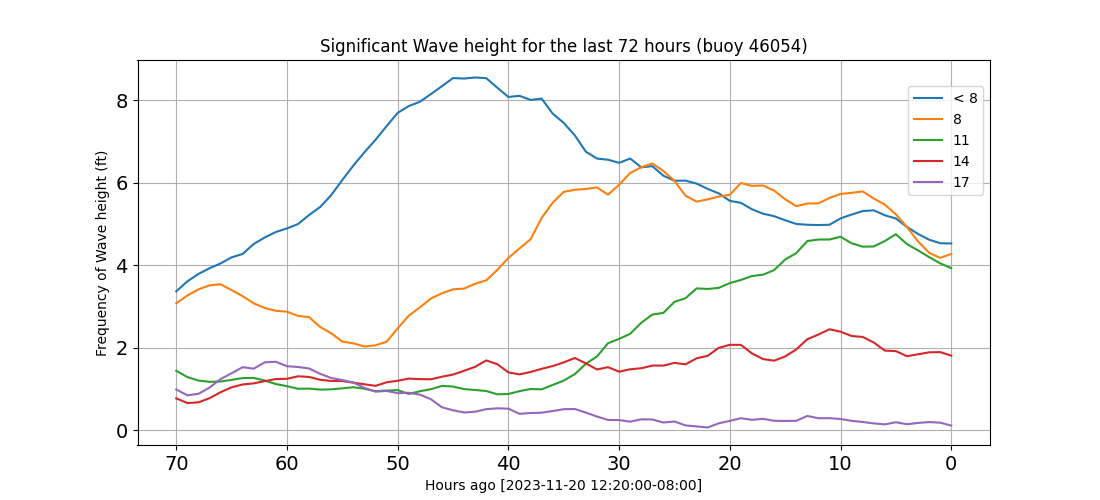 Significant Wave height for the last 72 hours (buoy 46054)
Frequency of Wave height (ft)
8
6
4
2
0
< 8
8
11
14
17
70 60 50 40 30 20 10 0
Hours ago [2023-11-20 12:20:00-08:00]